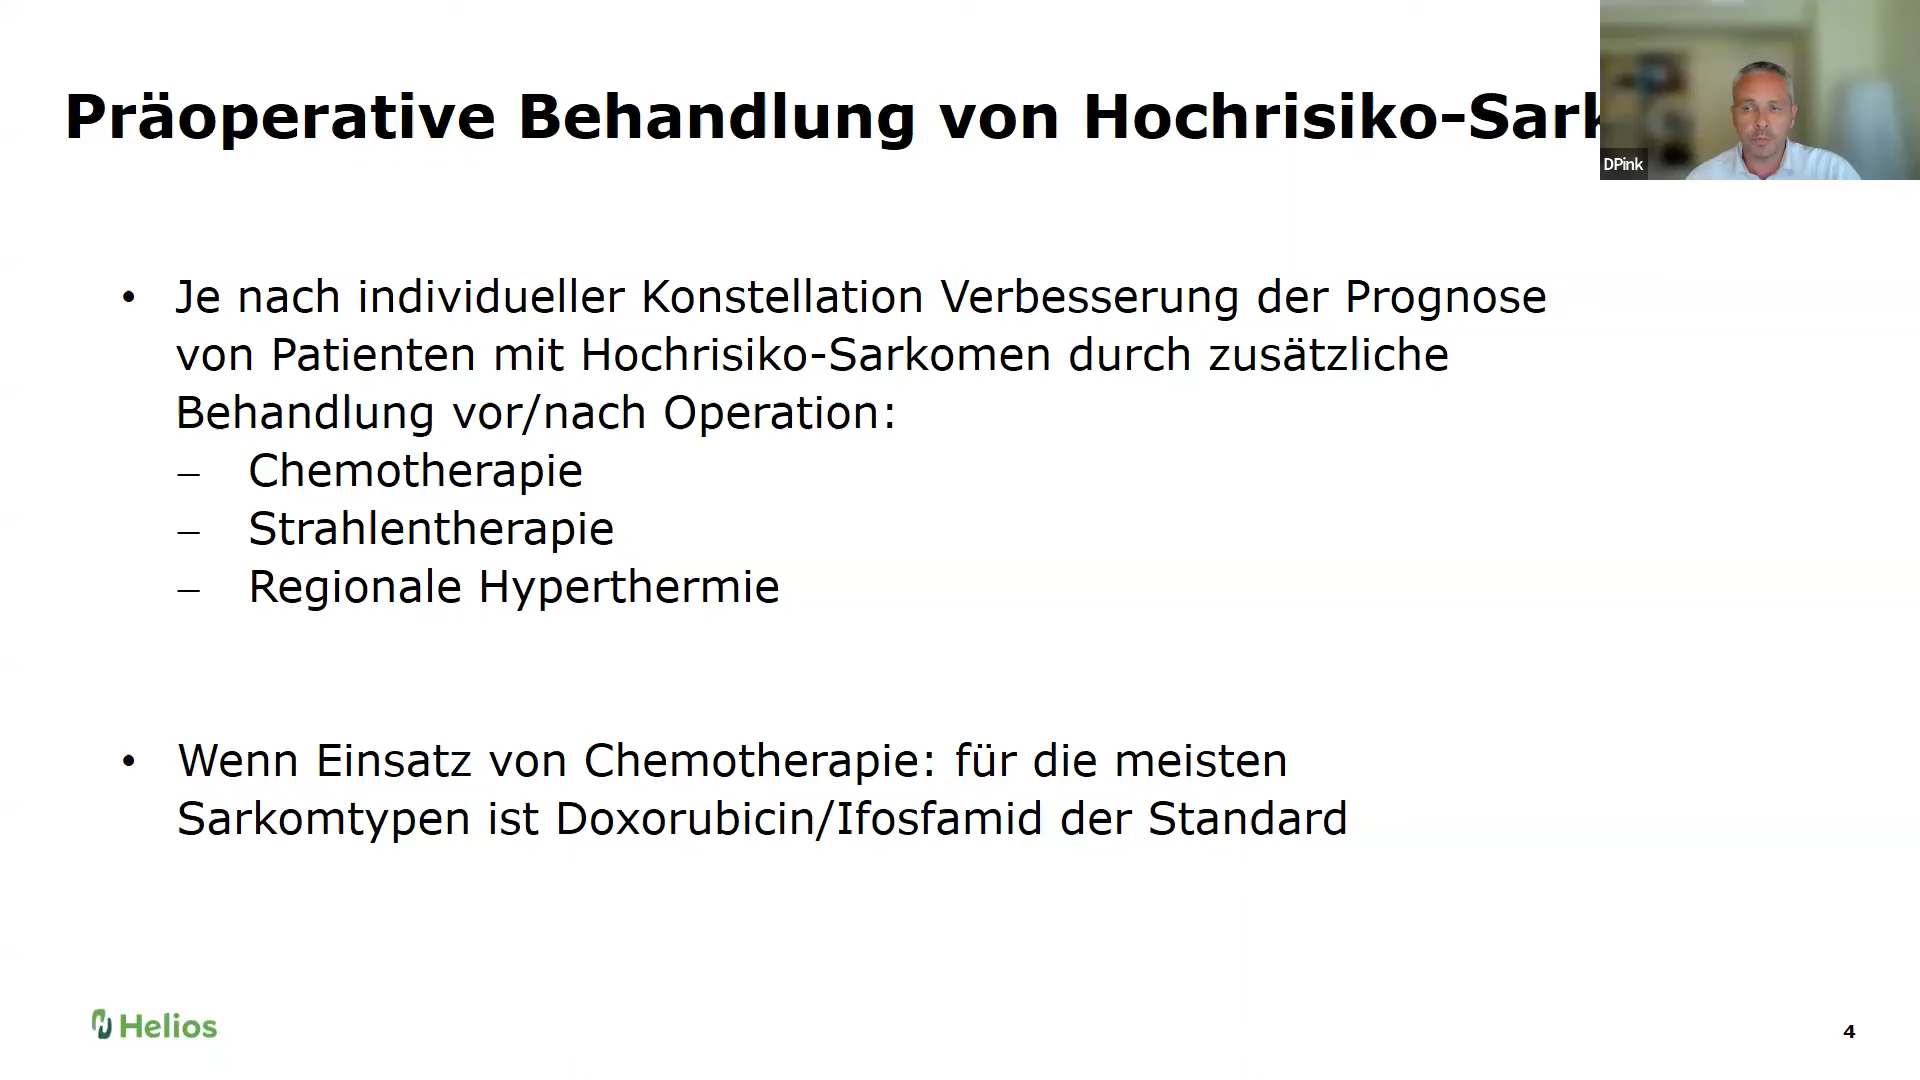 Präoperative Behandlung von Hochrisiko-Sark
DPink
• Je nach individueller Konstellation Verbesserung der Prognose
von Patienten mit Hochrisiko-Sarkomen durch zusätzliche
Behandlung vor/nach Operation:
– Chemotherapie
– Strahlentherapie
– Regionale Hyperthermie
• Wenn Einsatz von Chemotherapie: für die meisten
Sarkomtypen ist Doxorubicin/Ifosfamid der Standard
Helios
4